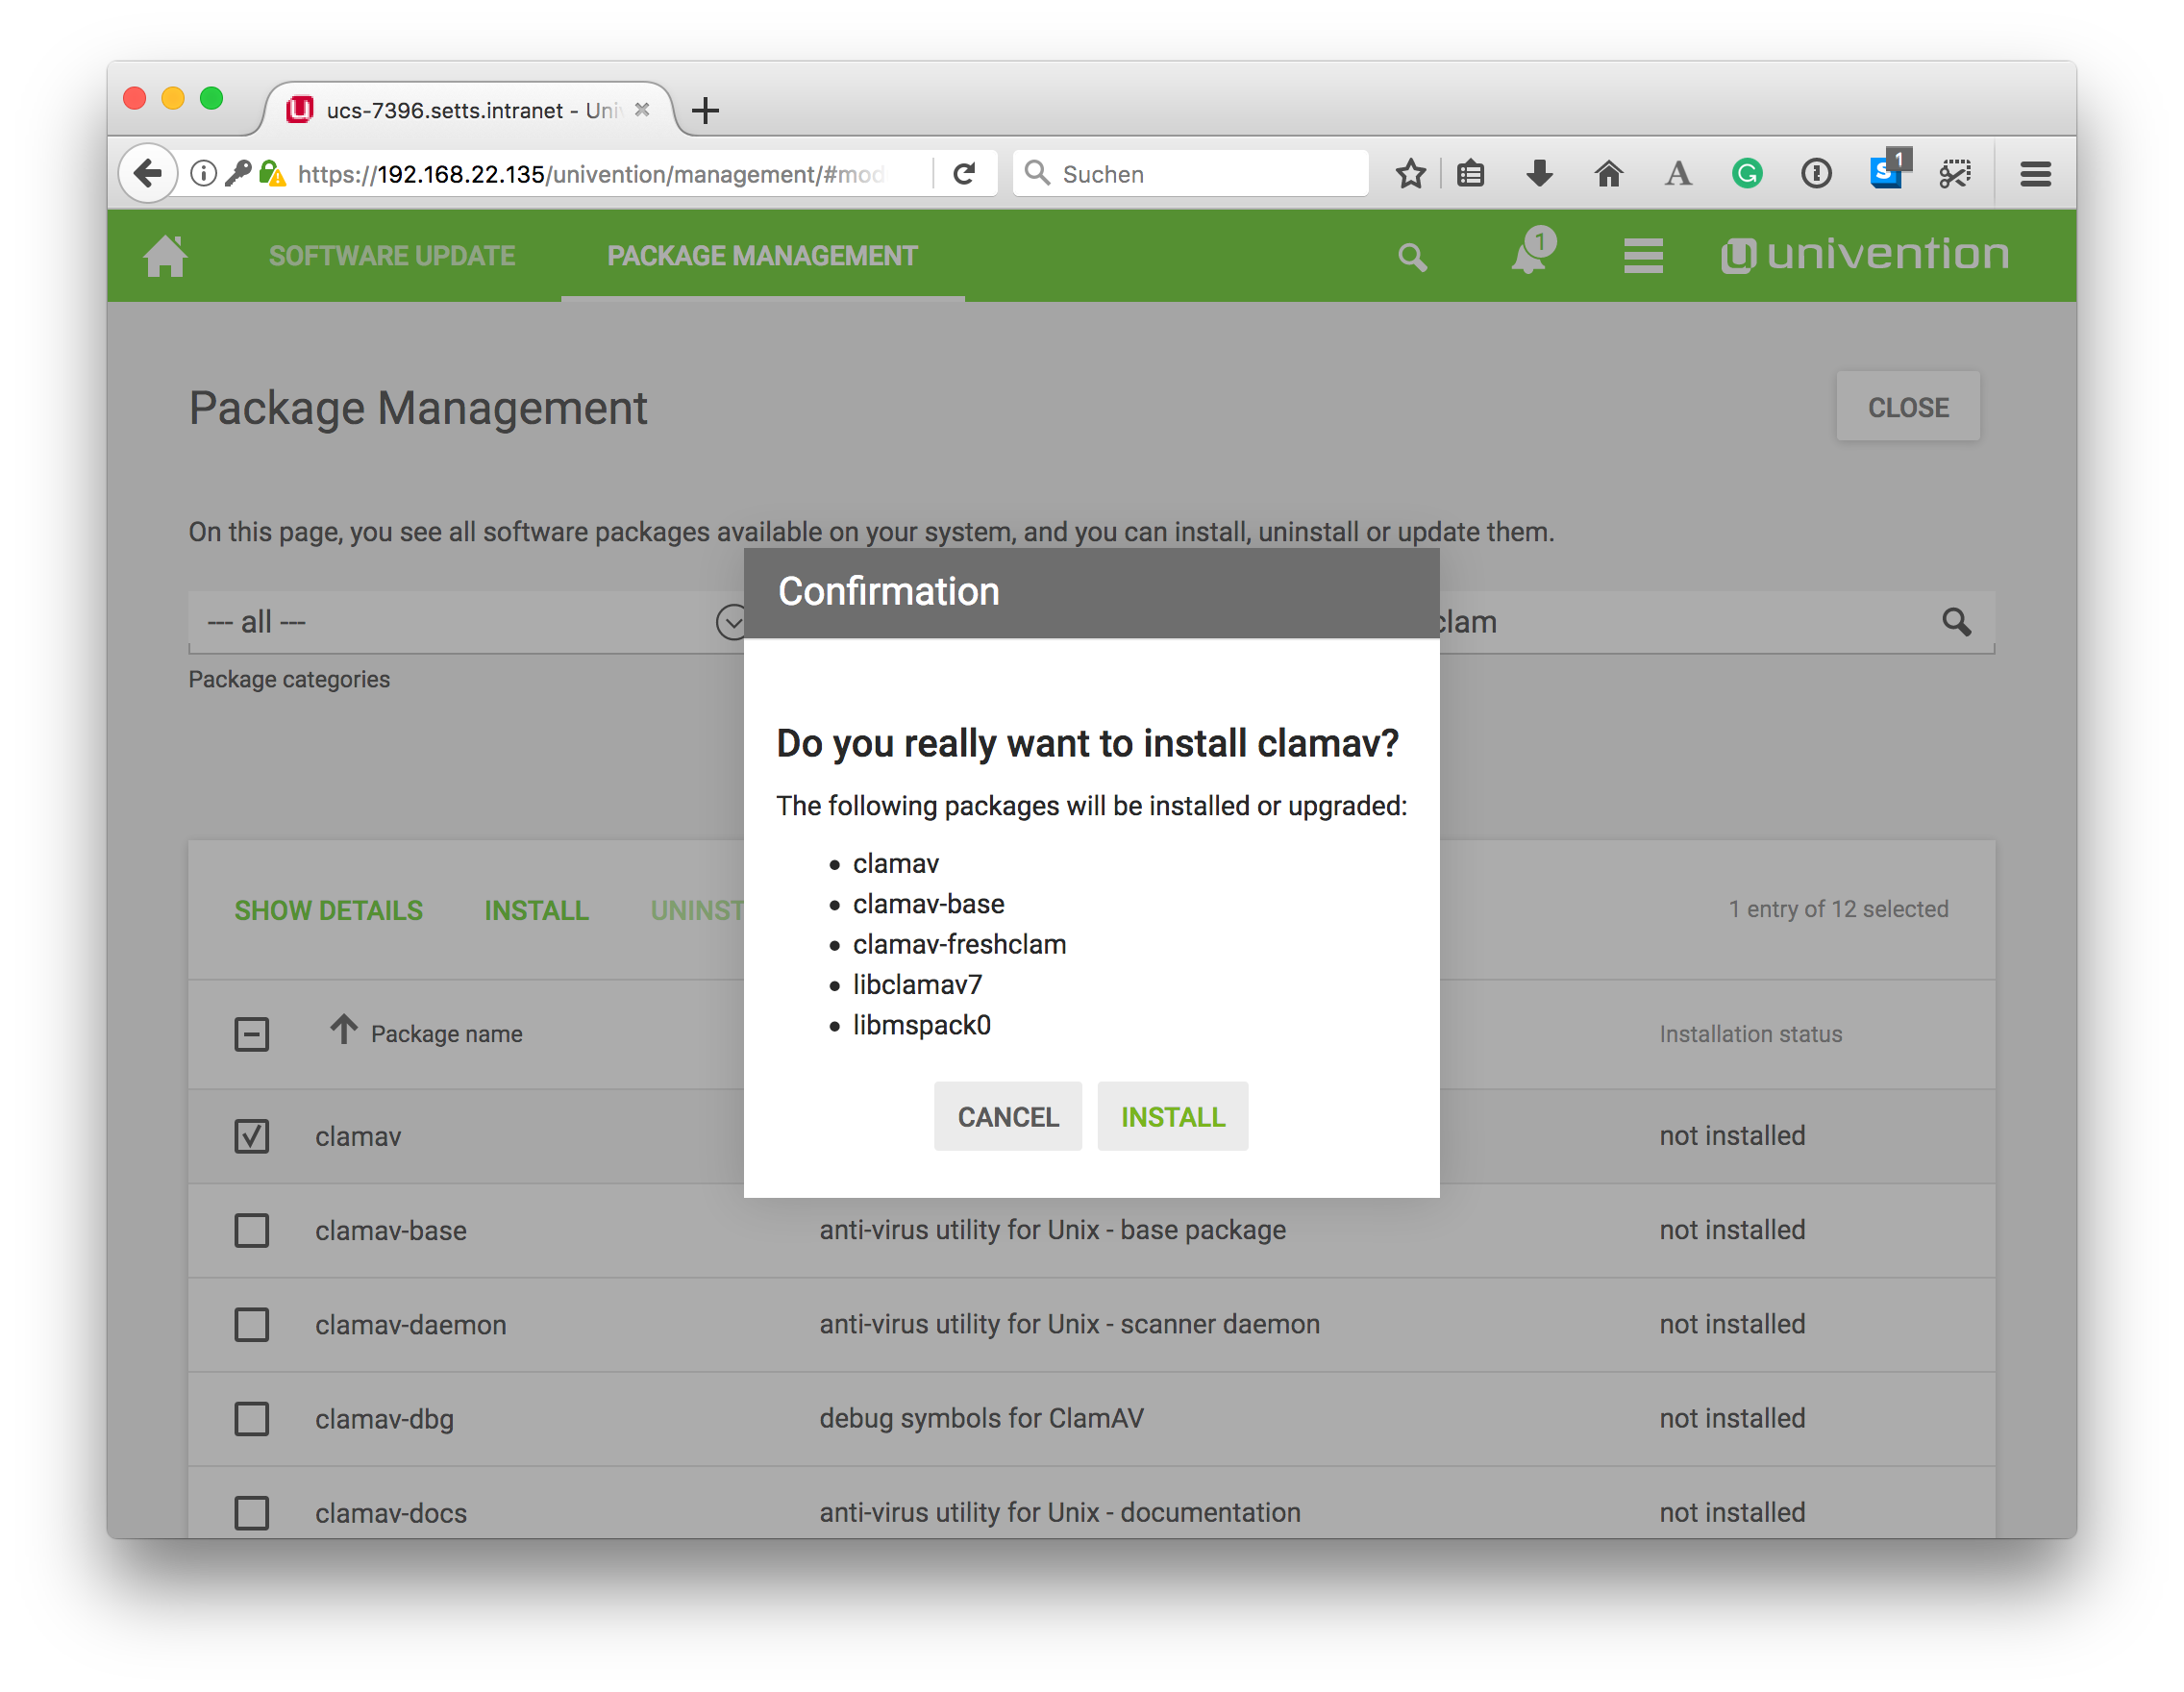 ucs-7396.setts.intranet - Uni
https://192.168.22.135/univention/management/#mod
Suchen
1
SOFTWARE UPDATE
PACKAGE MANAGEMENT
1
univention
Package Management
CLOSE
On this page, you see all software packages available on your system, and you can install, uninstall or update them.
--- all ---
clam
Package categories
Confirmation
Do you really want to install clamav?
The following packages will be installed or upgraded:
• clamav
• clamav-base
• clamav-freshclam
• libclamav7
• libmspack0
CANCEL
INSTALL
SHOW DETAILS
INSTALL
UNINST
1 entry of 12 selected
Package name
Installation status
clamav
not installed
clamav-base
anti-virus utility for Unix - base package
not installed
clamav-daemon
anti-virus utility for Unix - scanner daemon
not installed
clamav-dbg
debug symbols for ClamAV
not installed
clamav-docs
anti-virus utility for Unix - documentation
not installed